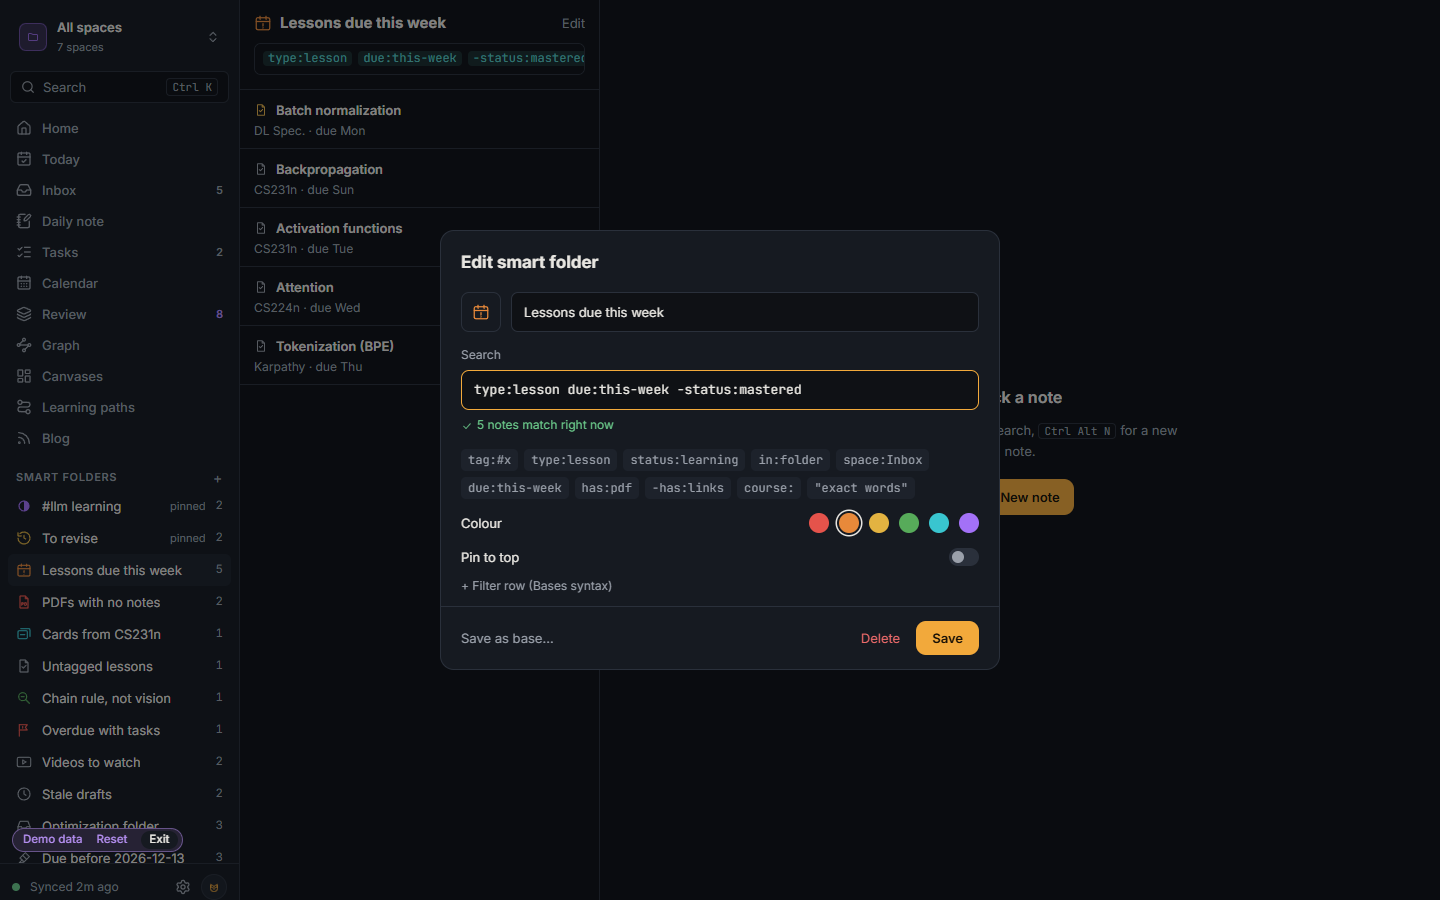 All spaces
7 spaces
Search Ctrl K
Home
Today
Inbox 5
Daily note
Tasks 2
Calendar
Review 8
Graph
Canvases
Learning paths
Blog
SMART FOLDERS +
#llm learning pinned 2
To revise pinned 2
Lessons due this week 5
PDFs with no notes 2
Cards from CS231n 1
Untagged lessons 1
Chain rule, not vision 1
Overdue with tasks 1
Videos to watch 2
Stale drafts 2
Optimization folder 3
Demo data Reset Exit
Due before 2026-12-13 3
Synced 2m ago
Lessons due this week Edit
type:lesson due:this-week -status:mastered
Batch normalization
DL Spec. · due Mon
Backpropagation
CS231n · due Sun
Activation functions
CS231n · due Tue
Attention
CS224n · due Wed
Tokenization (BPE)
Karpathy · due Thu
Edit smart folder
Lessons due this week
Search
type:lesson due:this-week -status:mastered
✓ 5 notes match right now
tag:#x type:lesson status:learning in:folder space:Inbox
due:this-week has:pdf -has:links course: "exact words"
Colour
Pin to top
+ Filter row (Bases syntax)
Save as base... Delete Save
a note
Ctrl Alt N for a new
note.
New note